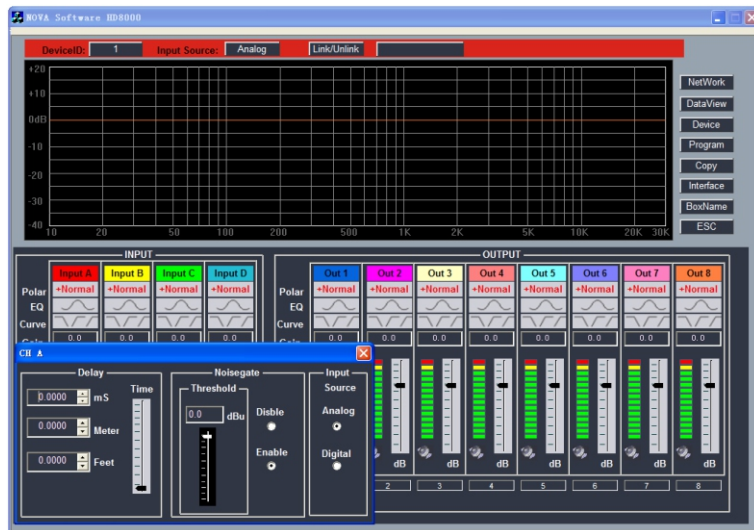 NOVA Software HD8000
DeviceID: 1 Input Source: Analog Link/Unlink
+20
+10
0dB
-10
-20
-30
-40
10 20 50 100 200 500 1K 2K 5K 10K 20K 30K
NetWork
DataView
Device
Program
Copy
Interface
BoxName
ESC
INPUT
Input A Input B Input C Input D
Polar +Normal +Normal +Normal +Normal
EQ
Curve
Gain 0.0 0.0 0.0 0.0
OUTPUT
Out 1 Out 2 Out 3 Out 4 Out 5 Out 6 Out 7 Out 8
Polar +Normal +Normal +Normal +Normal +Normal +Normal +Normal +Normal
EQ
Curve
0.0 0.0 0.0 0.0 0.0 0.0 0.0 0.0
dB dB dB dB dB dB dB
2 3 4 5 6 7 8
CH A
Delay
0.0000 mS
0.0000 Meter
0.0000 Feet
Time
Noisegate
Threshold
0.0 dBu
Disble
Enable
Input
Source
Analog
Digital